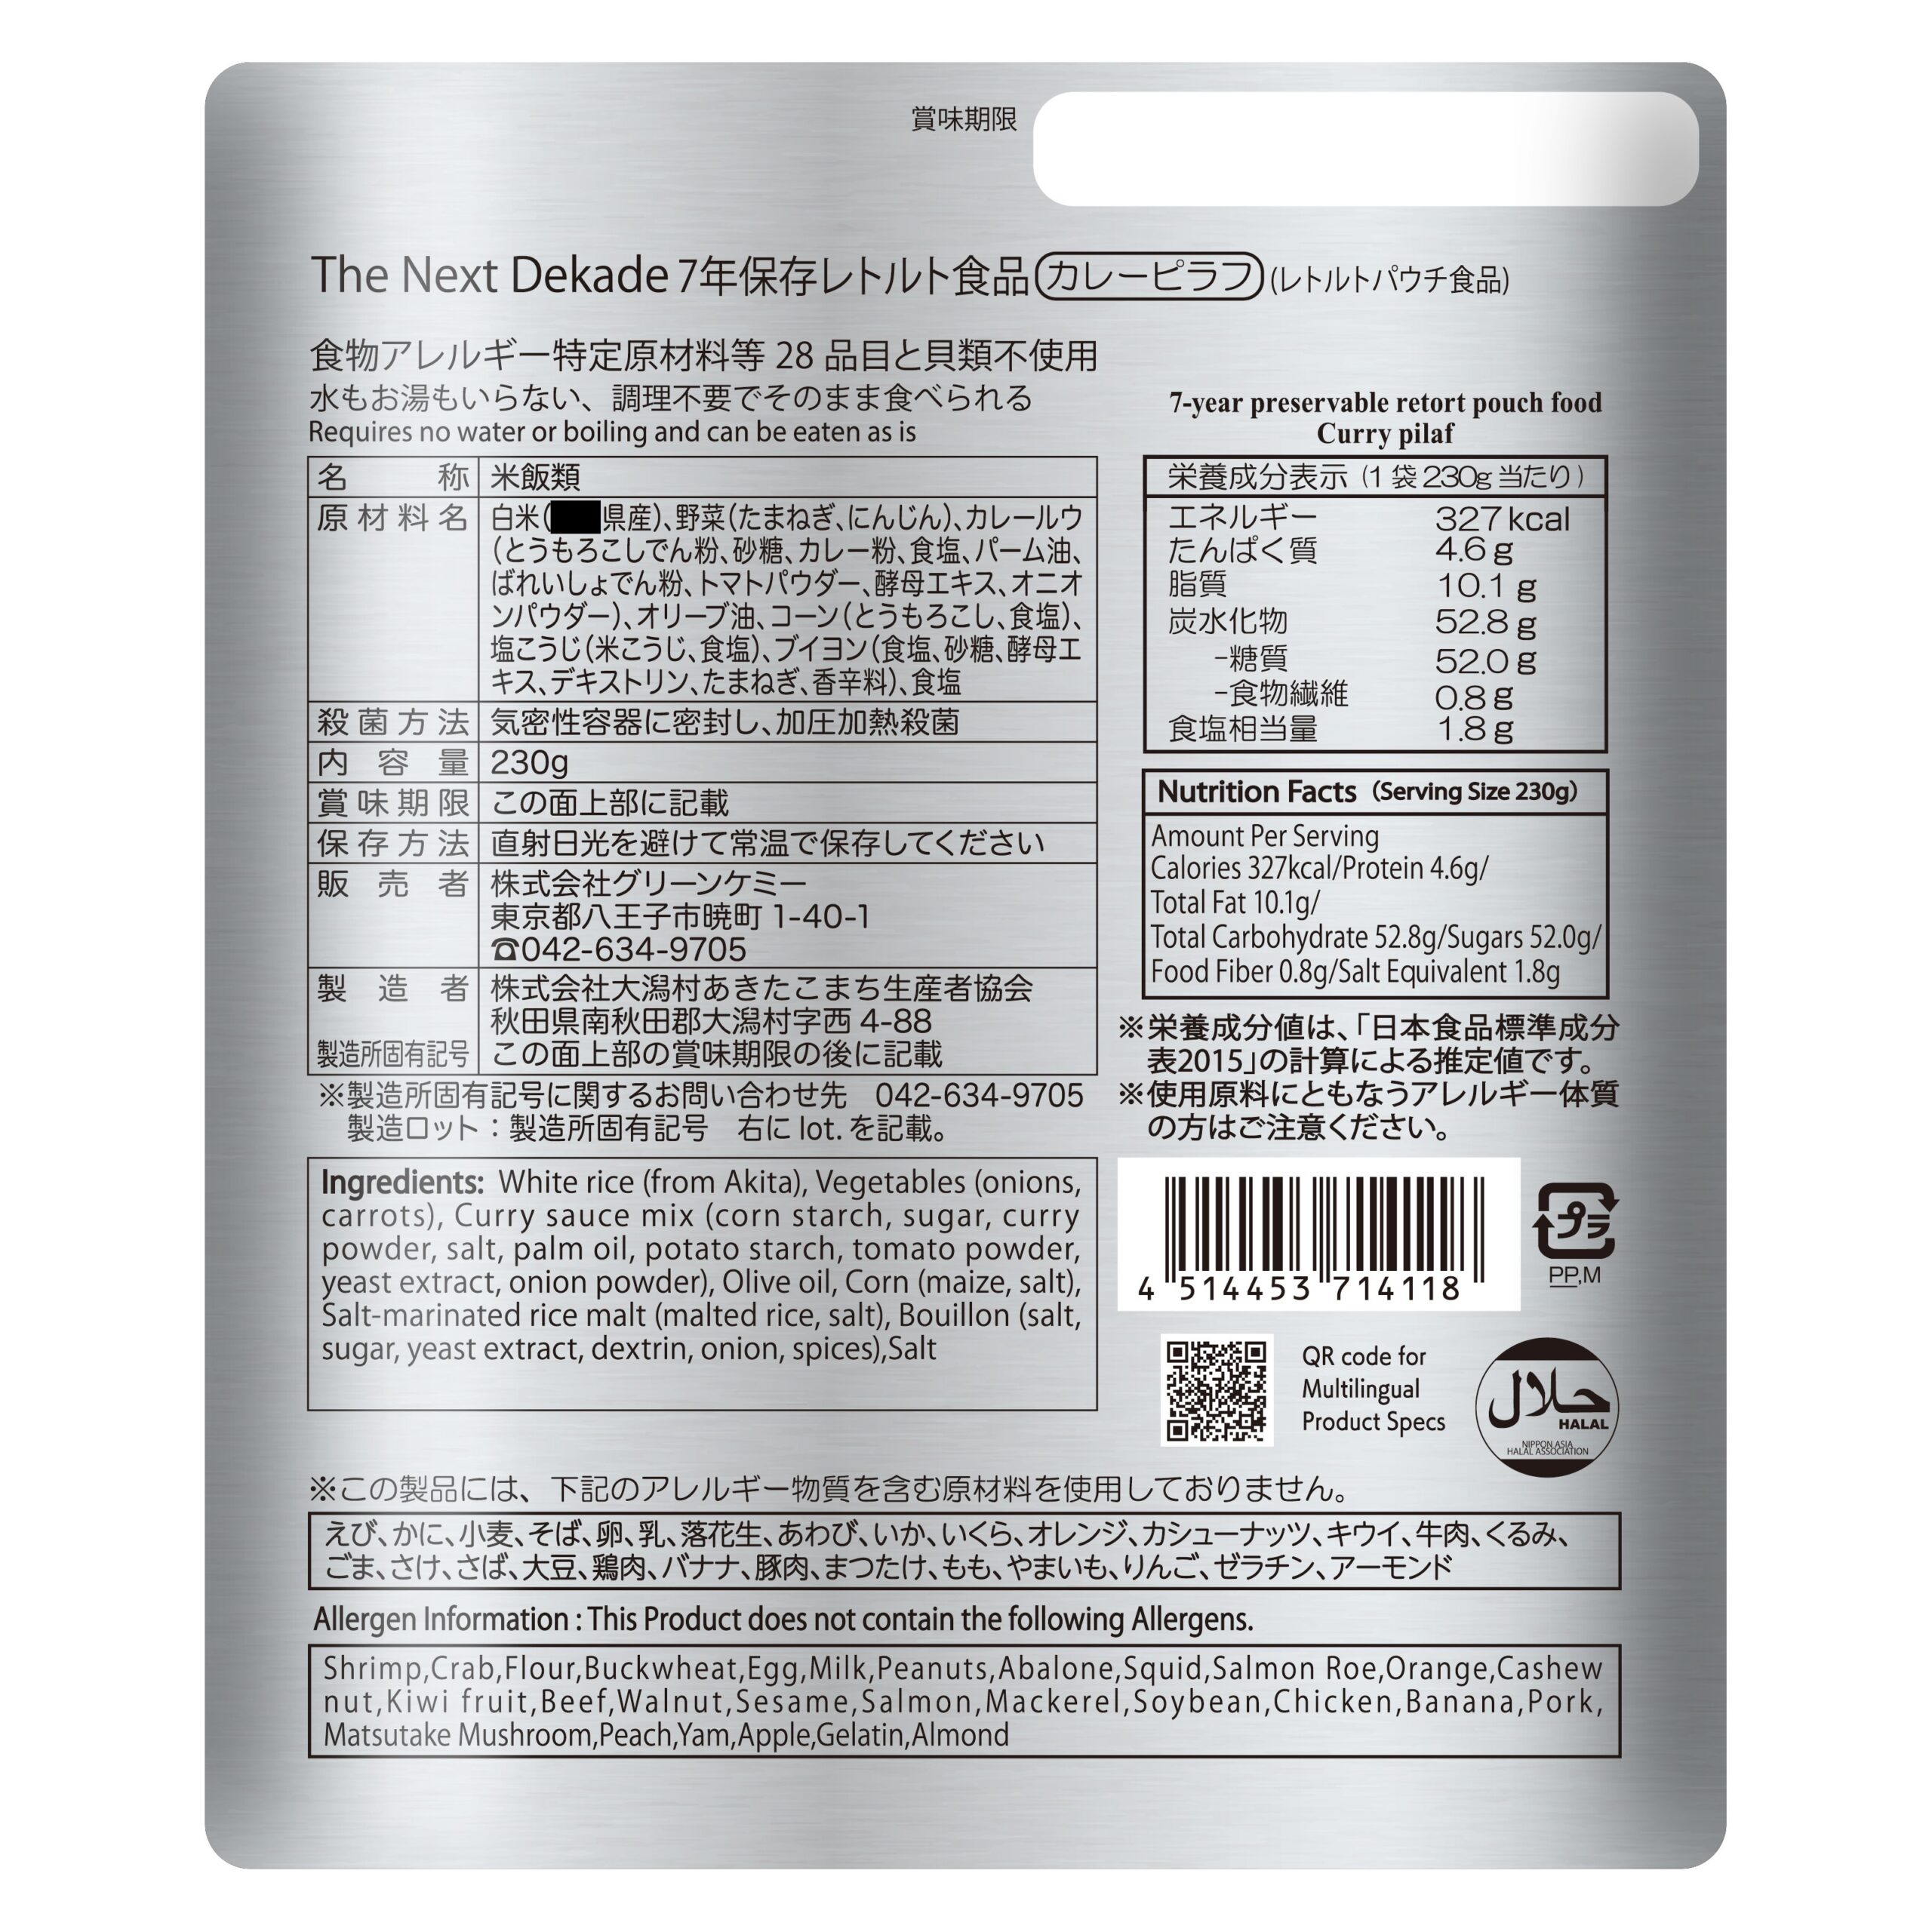 賞味期限
The Next Dekade 7年保存レトルト食品 カレーピラフ (レトルトパウチ食品)
食物アレルギー特定原材料等 28 品目と貝類不使用
水もお湯もいらない、調理不要でそのまま食べられる
Requires no water or boiling and can be eaten as is
名称 米飯類
原材料名 白米(県産)、野菜(たまねぎ、にんじん)、カレールウ
(とうもろこしでん粉、砂糖、カレー粉、食塩、パーム油、
ばれいしょでん粉、トマトパウダー、酵母エキス、オニオ
ンパウダー)、オリーブ油、コーン(とうもろこし、食塩)、
塩こうじ(米こうじ、食塩)、ブイヨン(食塩、砂糖、酵母エ
キス、デキストリン、たまねぎ、香辛料)、食塩
殺菌方法 気密性容器に密封し、加圧加熱殺菌
内容量 230g
賞味期限 この面上部に記載
保存方法 直射日光を避けて常温で保存してください
販売者 株式会社グリーンケミー
東京都八王子市暁町 1-40-1
☎042-634-9705
製造者 株式会社大潟村あきたこまち生産者協会
秋田県南秋田郡大潟村字西 4-88
製造所固有記号 この面上部の賞味期限の後に記載
※製造所固有記号に関するお問い合わせ先 042-634-9705
製造ロット：製造所固有記号 右に lot. を記載。
Ingredients: White rice (from Akita), Vegetables (onions,
carrots), Curry sauce mix (corn starch, sugar, curry
powder, salt, palm oil, potato starch, tomato powder,
yeast extract, onion powder), Olive oil, Corn (maize, salt),
Salt-marinated rice malt (malted rice, salt), Bouillon (salt,
sugar, yeast extract, dextrin, onion, spices),Salt
7-year preservable retort pouch food
Curry pilaf
栄養成分表示 (1 袋 230g 当たり)
エネルギー 327kcal
たんぱく質 4.6g
脂質 10.1g
炭水化物 52.8g
-糖質 52.0g
-食物繊維 0.8g
食塩相当量 1.8g
Nutrition Facts (Serving Size 230g)
Amount Per Serving
Calories 327kcal/Protein 4.6g/
Total Fat 10.1g/
Total Carbohydrate 52.8g/Sugars 52.0g/
Food Fiber 0.8g/Salt Equivalent 1.8g
※栄養成分値は、「日本食品標準成分
表2015」の計算による推定値です。
※使用原料にともなうアレルギー体質
の方はご注意ください。
4 514453 714118
プラ
PP,M
QR code for
Multilingual
Product Specs
حلال
HALAL
NIPPON ASIA
HALAL ASSOCIATION
※この製品には、下記のアレルギー物質を含む原材料を使用しておりません。
えび、かに、小麦、そば、卵、乳、落花生、あわび、いか、いくら、オレンジ、カシューナッツ、キウイ、牛肉、くるみ、
ごま、さけ、さば、大豆、鶏肉、バナナ、豚肉、まつたけ、もも、やまいも、りんご、ゼラチン、アーモンド
Allergen Information : This Product does not contain the following Allergens.
Shrimp,Crab,Flour,Buckwheat,Egg,Milk,Peanuts,Abalone,Squid,Salmon Roe,Orange,Cashew
nut,Kiwi fruit,Beef,Walnut,Sesame,Salmon,Mackerel,Soybean,Chicken,Banana,Pork,
Matsutake Mushroom,Peach,Yam,Apple,Gelatin,Almond